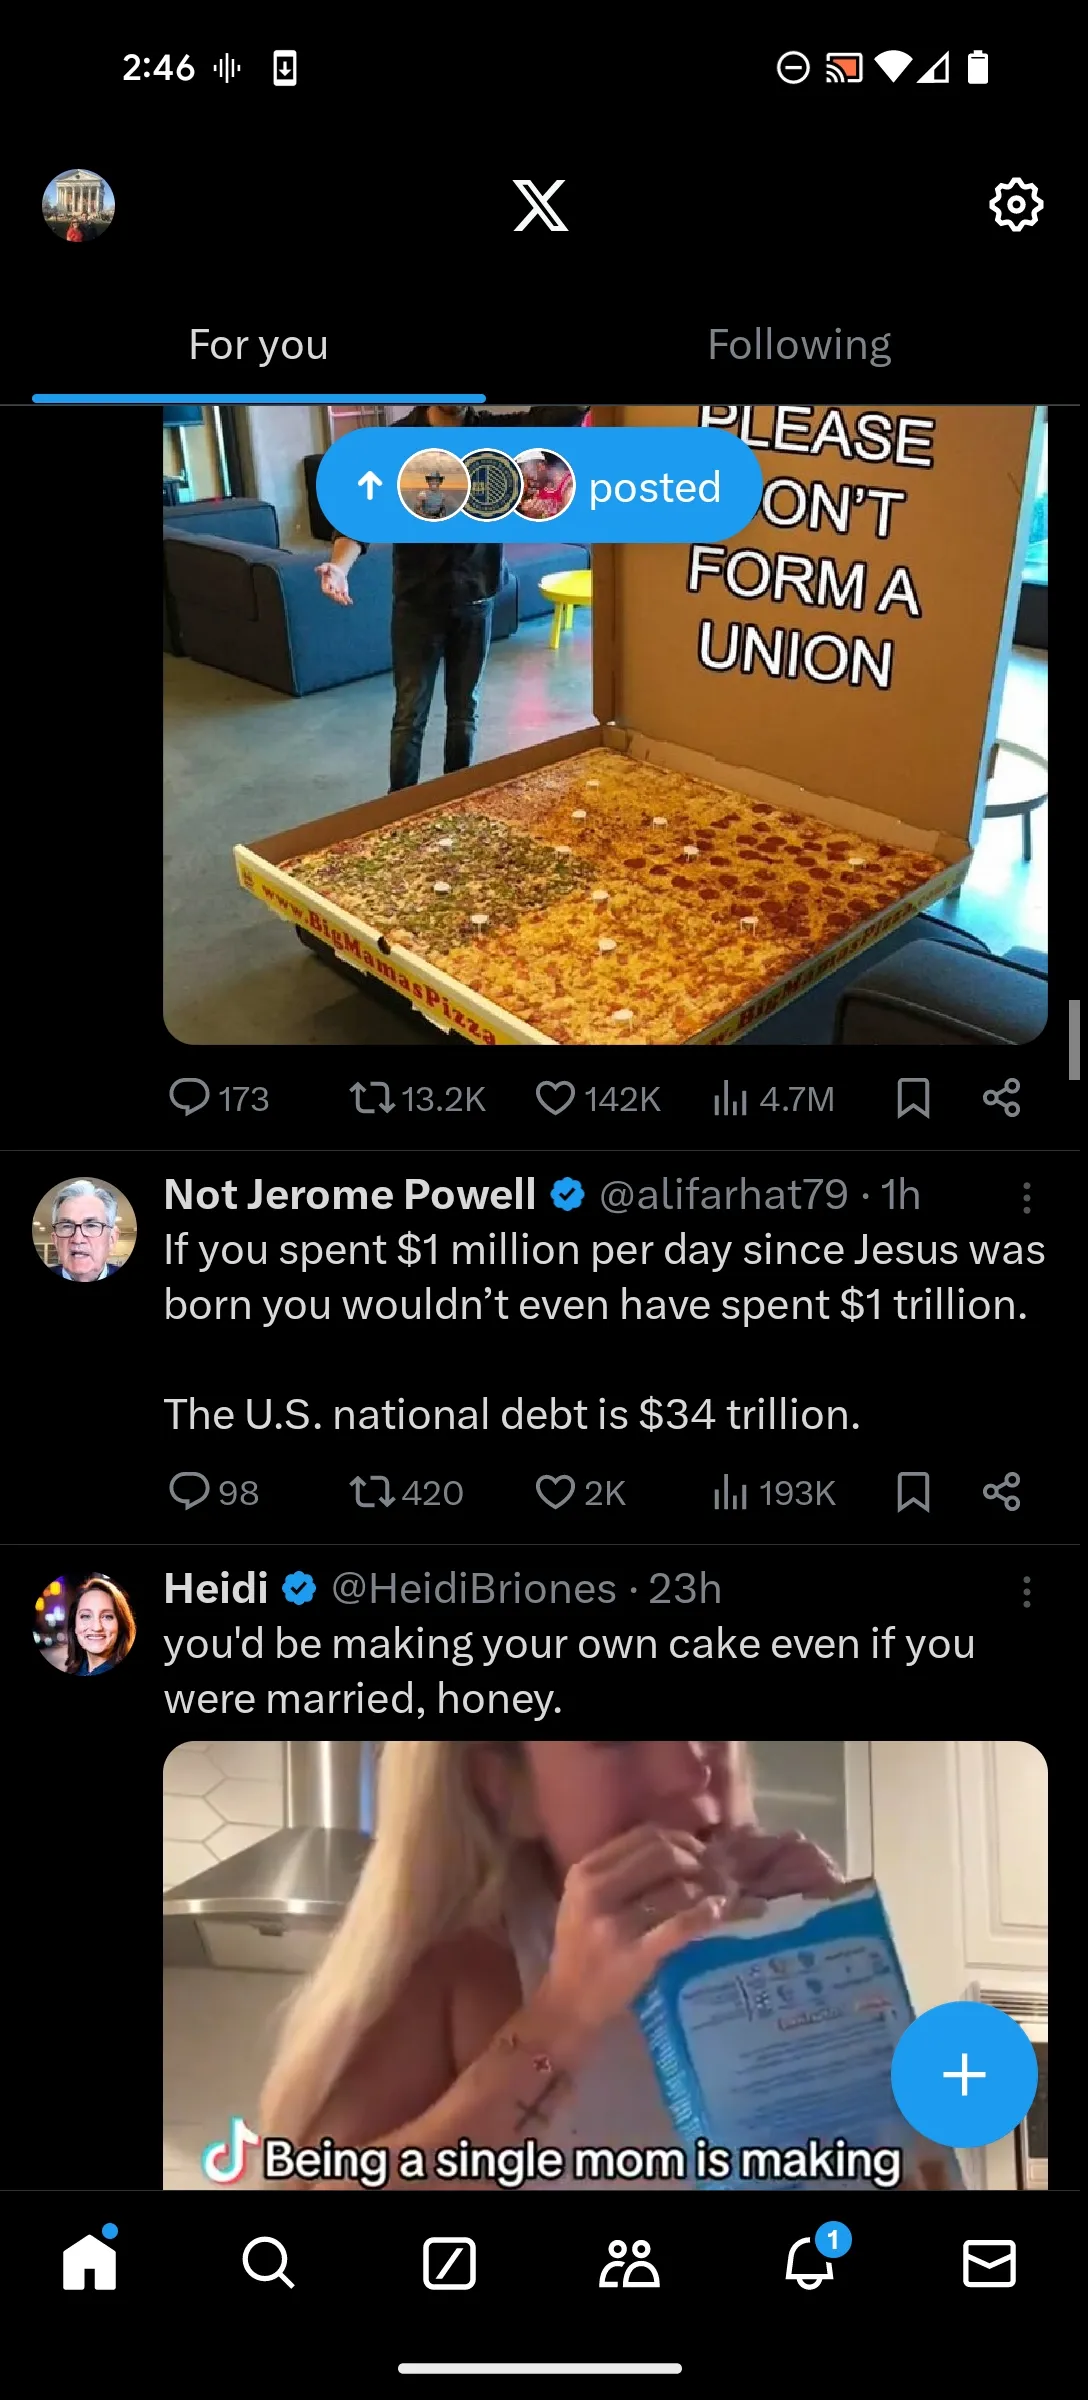 2:46
X
For you
Following
posted
PLEASE
ON'T
FORM A
UNION
www.BigMamasPizza
173
13.2K
142K
4.7M
Not Jerome Powell @alifarhat79 · 1h
If you spent $1 million per day since Jesus was
born you wouldn’t even have spent $1 trillion.
The U.S. national debt is $34 trillion.
98
420
2K
193K
Heidi @HeidiBriones · 23h
you'd be making your own cake even if you
were married, honey.
Being a single mom is making
1